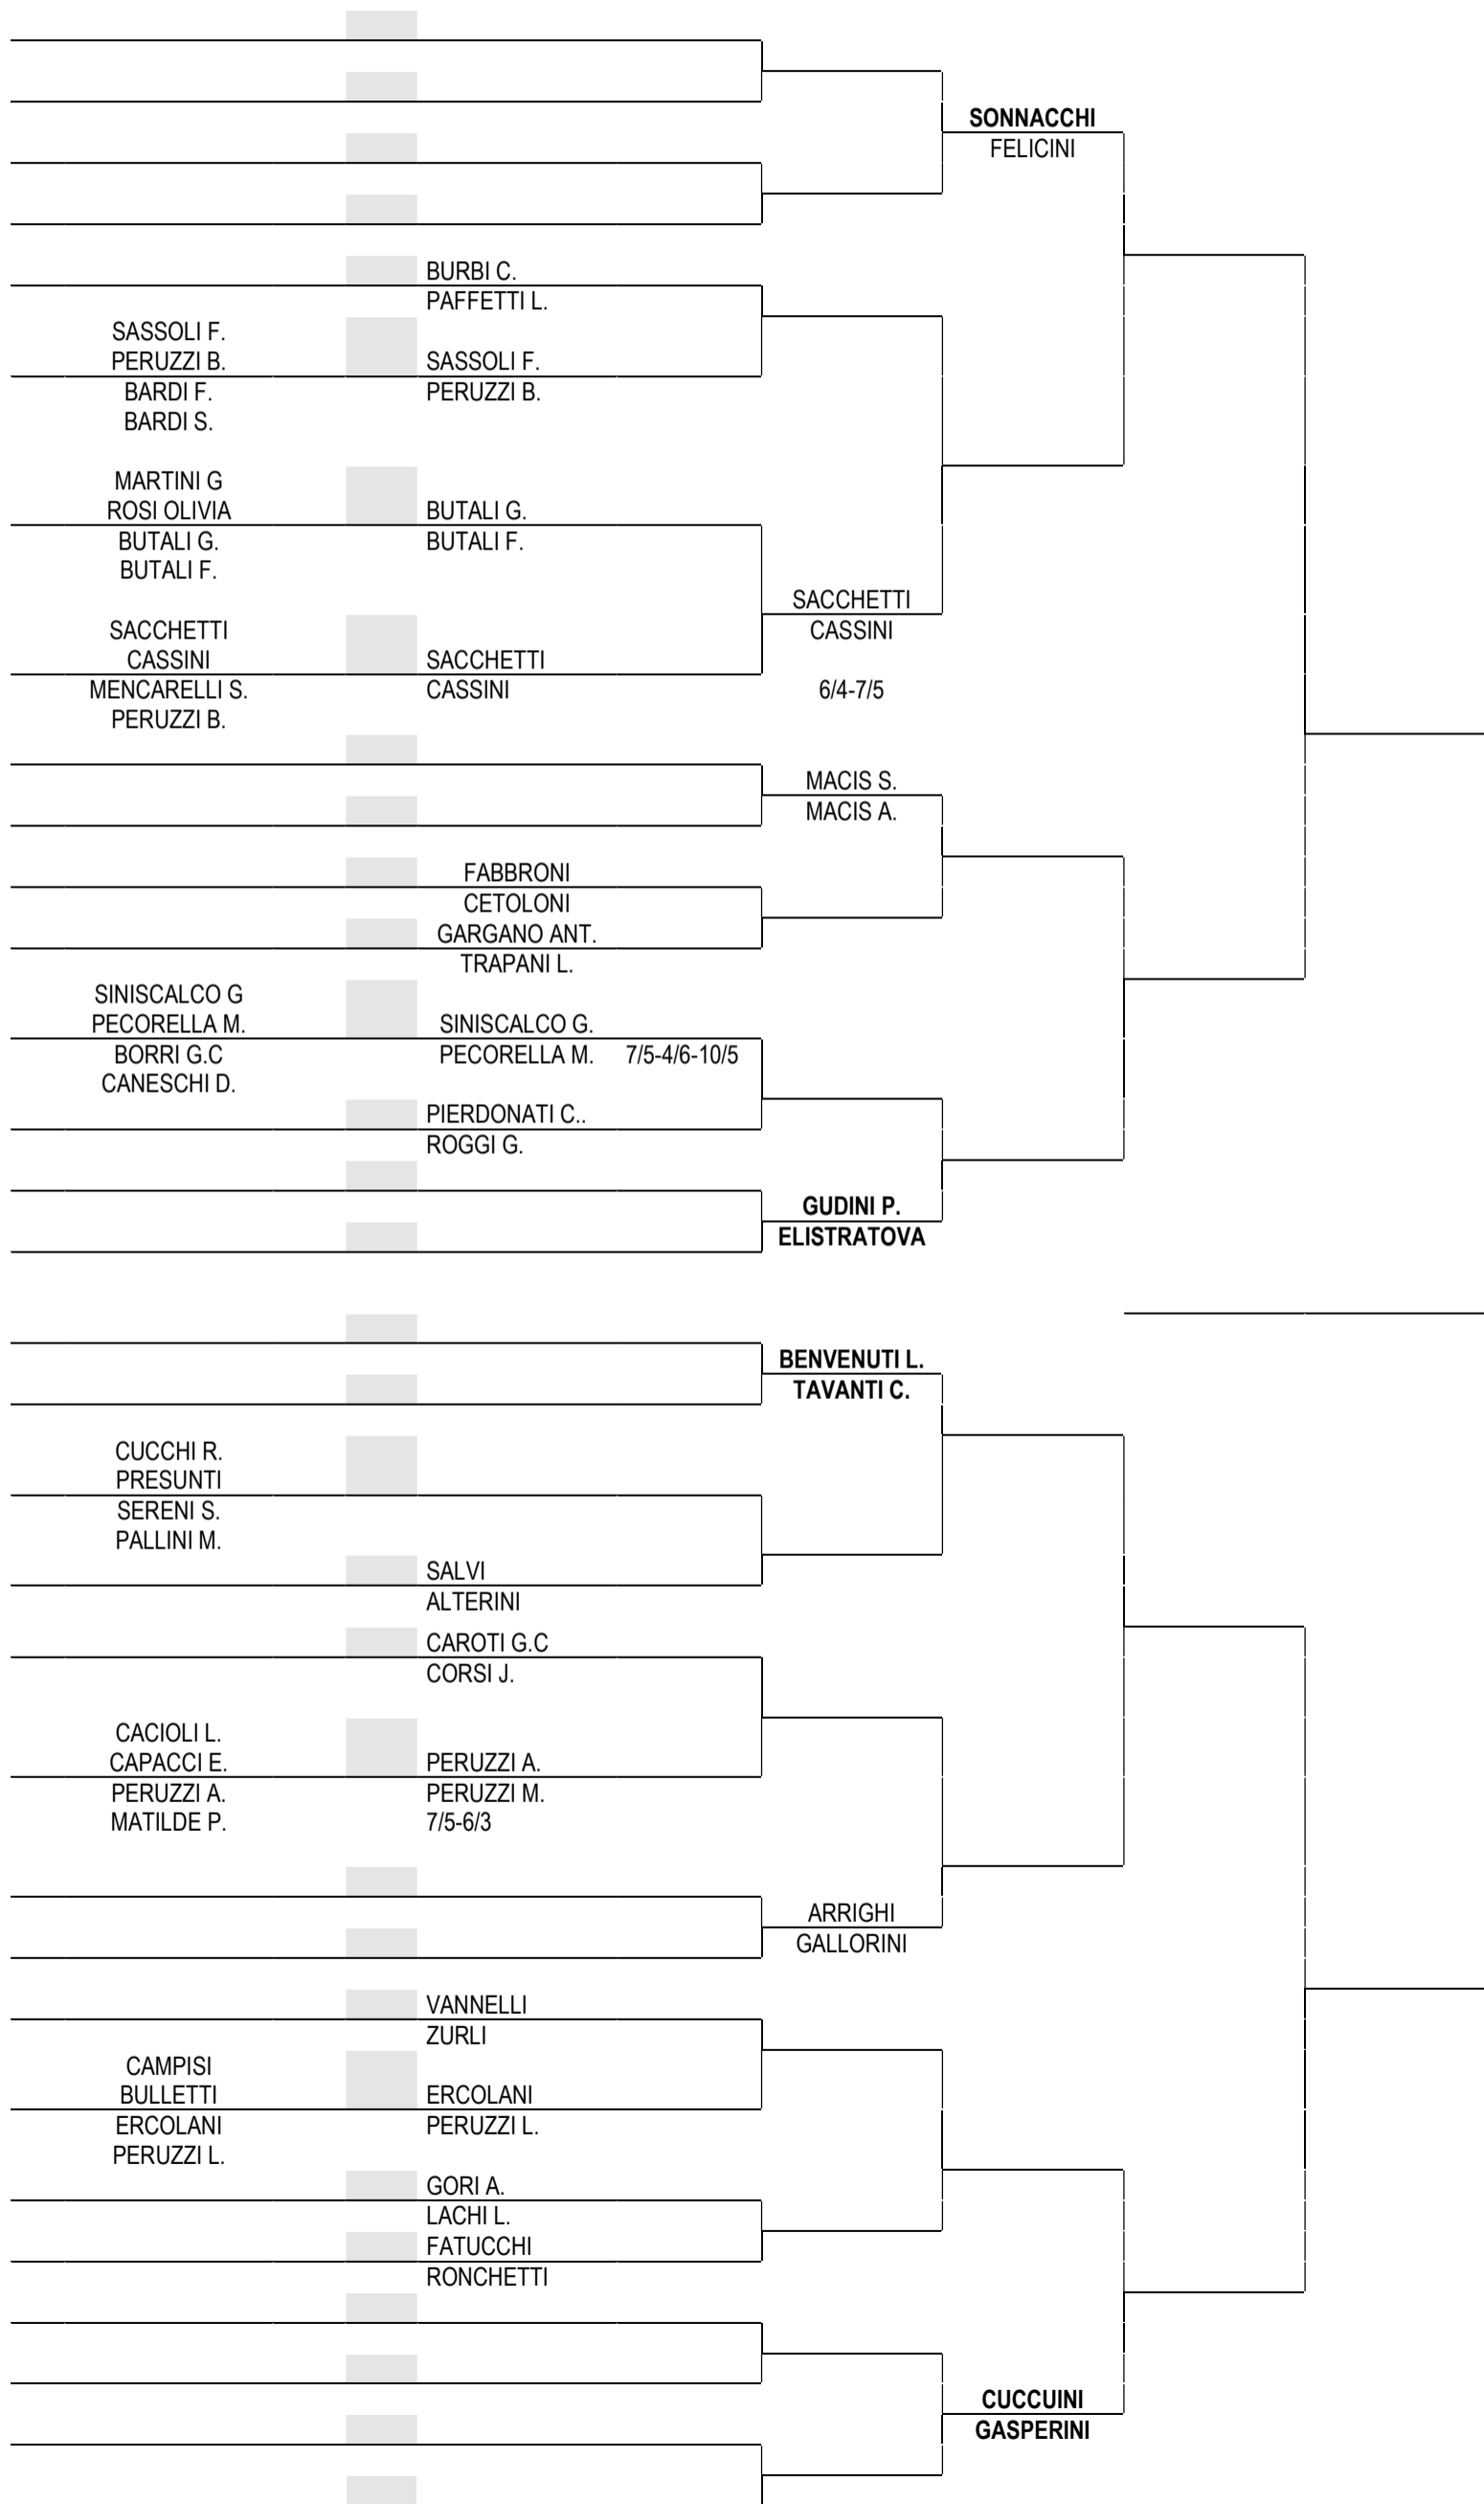 SONNACCHI
FELICINI
BURBI C.
PAFFETTI L.
SASSOLI F.
PERUZZI B. SASSOLI F.
BARDI F. PERUZZI B.
BARDI S.
MARTINI G
ROSI OLIVIA BUTALI G.
BUTALI G. BUTALI F.
BUTALI F.
SACCHETTI
SACCHETTI CASSINI
CASSINI SACCHETTI
MENCARELLI S. CASSINI 6/4-7/5
PERUZZI B.
MACIS S.
MACIS A.
FABBRONI
CETOLONI
GARGANO ANT.
TRAPANI L.
SINISCALCO G
PECORELLA M. SINISCALCO G.
BORRI G.C PECORELLA M. 7/5-4/6-10/5
CANESCHI D.
PIERDONATI C..
ROGGI G.
GUDINI P.
ELISTRATOVA
BENVENUTI L.
TAVANTI C.
CUCCHI R.
PRESUNTI
SERENI S.
PALLINI M.
SALVI
ALTERINI
CAROTI G.C
CORSI J.
CACIOLI L.
CAPACCI E. PERUZZI A.
PERUZZI A. PERUZZI M.
MATILDE P. 7/5-6/3
ARRIGHI
GALLORINI
VANNELLI
ZURLI
CAMPISI
BULLETTI ERCOLANI
ERCOLANI PERUZZI L.
PERUZZI L.
GORI A.
LACHI L.
FATUCCHI
RONCHETTI
CUCCUINI
GASPERINI